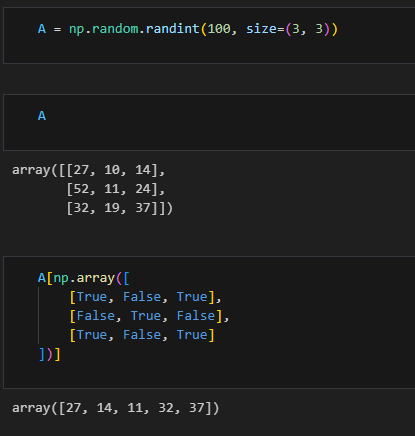 A = np.random.randint(100, size=(3, 3))
A
array([[27, 10, 14],
       [52, 11, 24],
       [32, 19, 37]])
A[np.array([
    [True, False, True],
    [False, True, False],
    [True, False, True]
])]
array([27, 14, 11, 32, 37])